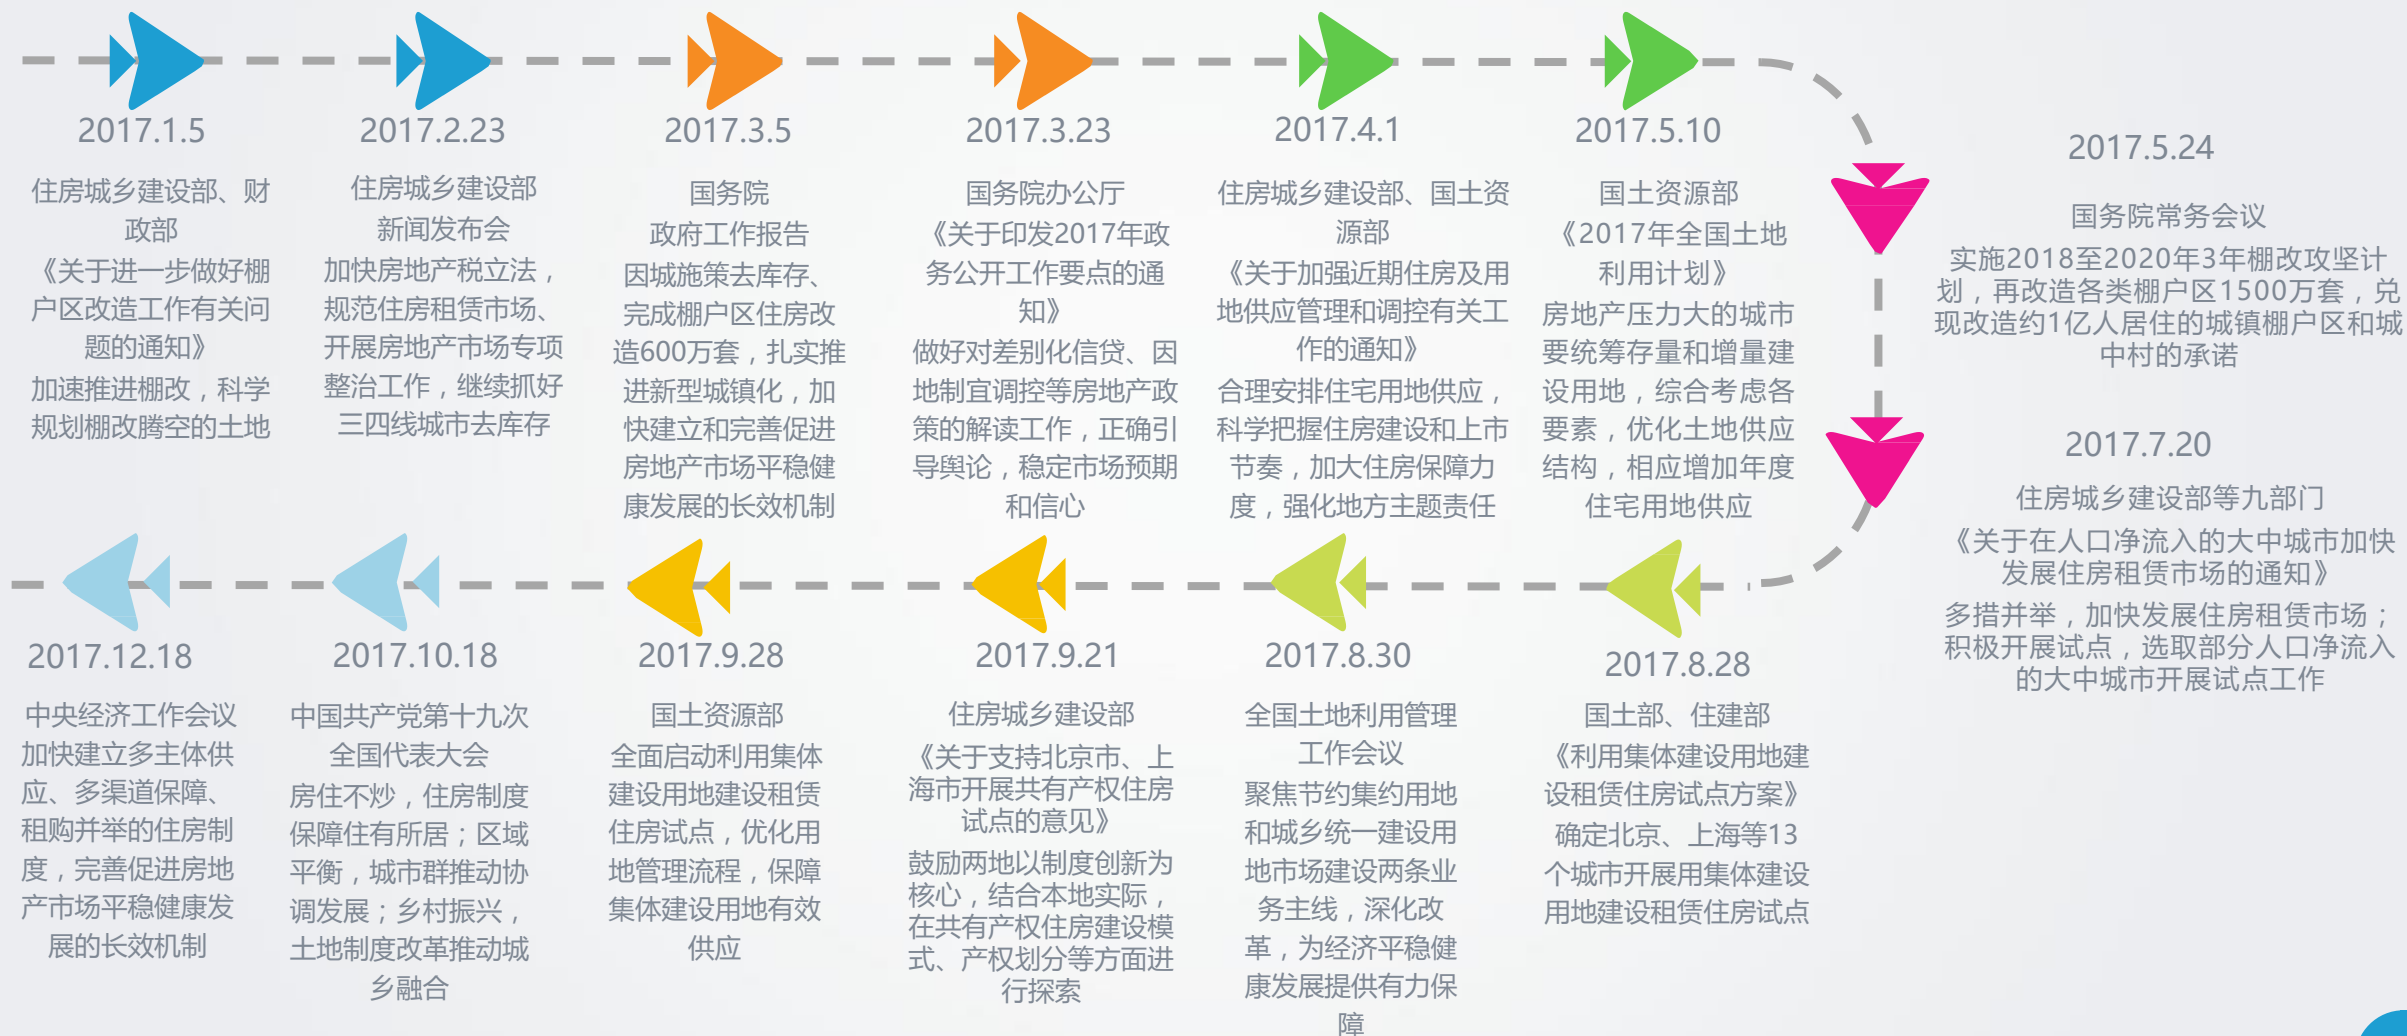 2017.1.5
住房城乡建设部、财
政部
《关于进一步做好棚
户区改造工作有关问
题的通知》
加速推进棚改，科学
规划棚改腾空的土地
2017.2.23
住房城乡建设部
新闻发布会
加快房地产税立法，
规范住房租赁市场、
开展房地产市场专项
整治工作，继续抓好
三四线城市去库存
2017.3.5
国务院
政府工作报告
因城施策去库存、
完成棚户区住房改
造600万套，扎实推
进新型城镇化，加
快建立和完善促进
房地产市场平稳健
康发展的长效机制
2017.3.23
国务院办公厅
《关于印发2017年政
务公开工作要点的通
知》
做好对差别化信贷、因
地制宜调控等房地产政
策的解读工作，正确引
导舆论，稳定市场预期
和信心
2017.4.1
住房城乡建设部、国土资
源部
《关于加强近期住房及用
地供应管理和调控有关工
作的通知》
合理安排住宅用地供应，
科学把握住房建设和上市
节奏，加大住房保障力
度，强化地方主题责任
2017.5.10
国土资源部
《2017年全国土地
利用计划》
房地产压力大的城市
要统筹存量和增量建
设用地，综合考虑各
要素，优化土地供应
结构，相应增加年度
住宅用地供应
2017.5.24
国务院常务会议
实施2018至2020年3年棚改攻坚计
划，再改造各类棚户区1500万套，兑
现改造约1亿人居住的城镇棚户区和城
中村的承诺
2017.7.20
住房城乡建设部等九部门
《关于在人口净流入的大中城市加快
发展住房租赁市场的通知》
多措并举，加快发展住房租赁市场；
积极开展试点，选取部分人口净流入
的大中城市开展试点工作
2017.8.28
国土部、住建部
《利用集体建设用地建
设租赁住房试点方案》
确定北京、上海等13
个城市开展用集体建设
用地建设租赁住房试点
2017.8.30
全国土地利用管理
工作会议
聚焦节约集约用地
和城乡统一建设用
地市场建设两条业
务主线，深化改
革，为经济平稳健
康发展提供有力保
障
2017.9.21
住房城乡建设部
《关于支持北京市、上
海市开展共有产权住房
试点的意见》
鼓励两地以制度创新为
核心，结合本地实际，
在共有产权住房建设模
式、产权划分等方面进
行探索
2017.9.28
国土资源部
全面启动利用集体
建设用地建设租赁
住房试点，优化用
地管理流程，保障
集体建设用地有效
供应
2017.10.18
中国共产党第十九次
全国代表大会
房住不炒，住房制度
保障住有所居；区域
平衡，城市群推动协
调发展；乡村振兴，
土地制度改革推动城
乡融合
2017.12.18
中央经济工作会议
加快建立多主体供
应、多渠道保障、
租购并举的住房制
度，完善促进房地
产市场平稳健康发
展的长效机制